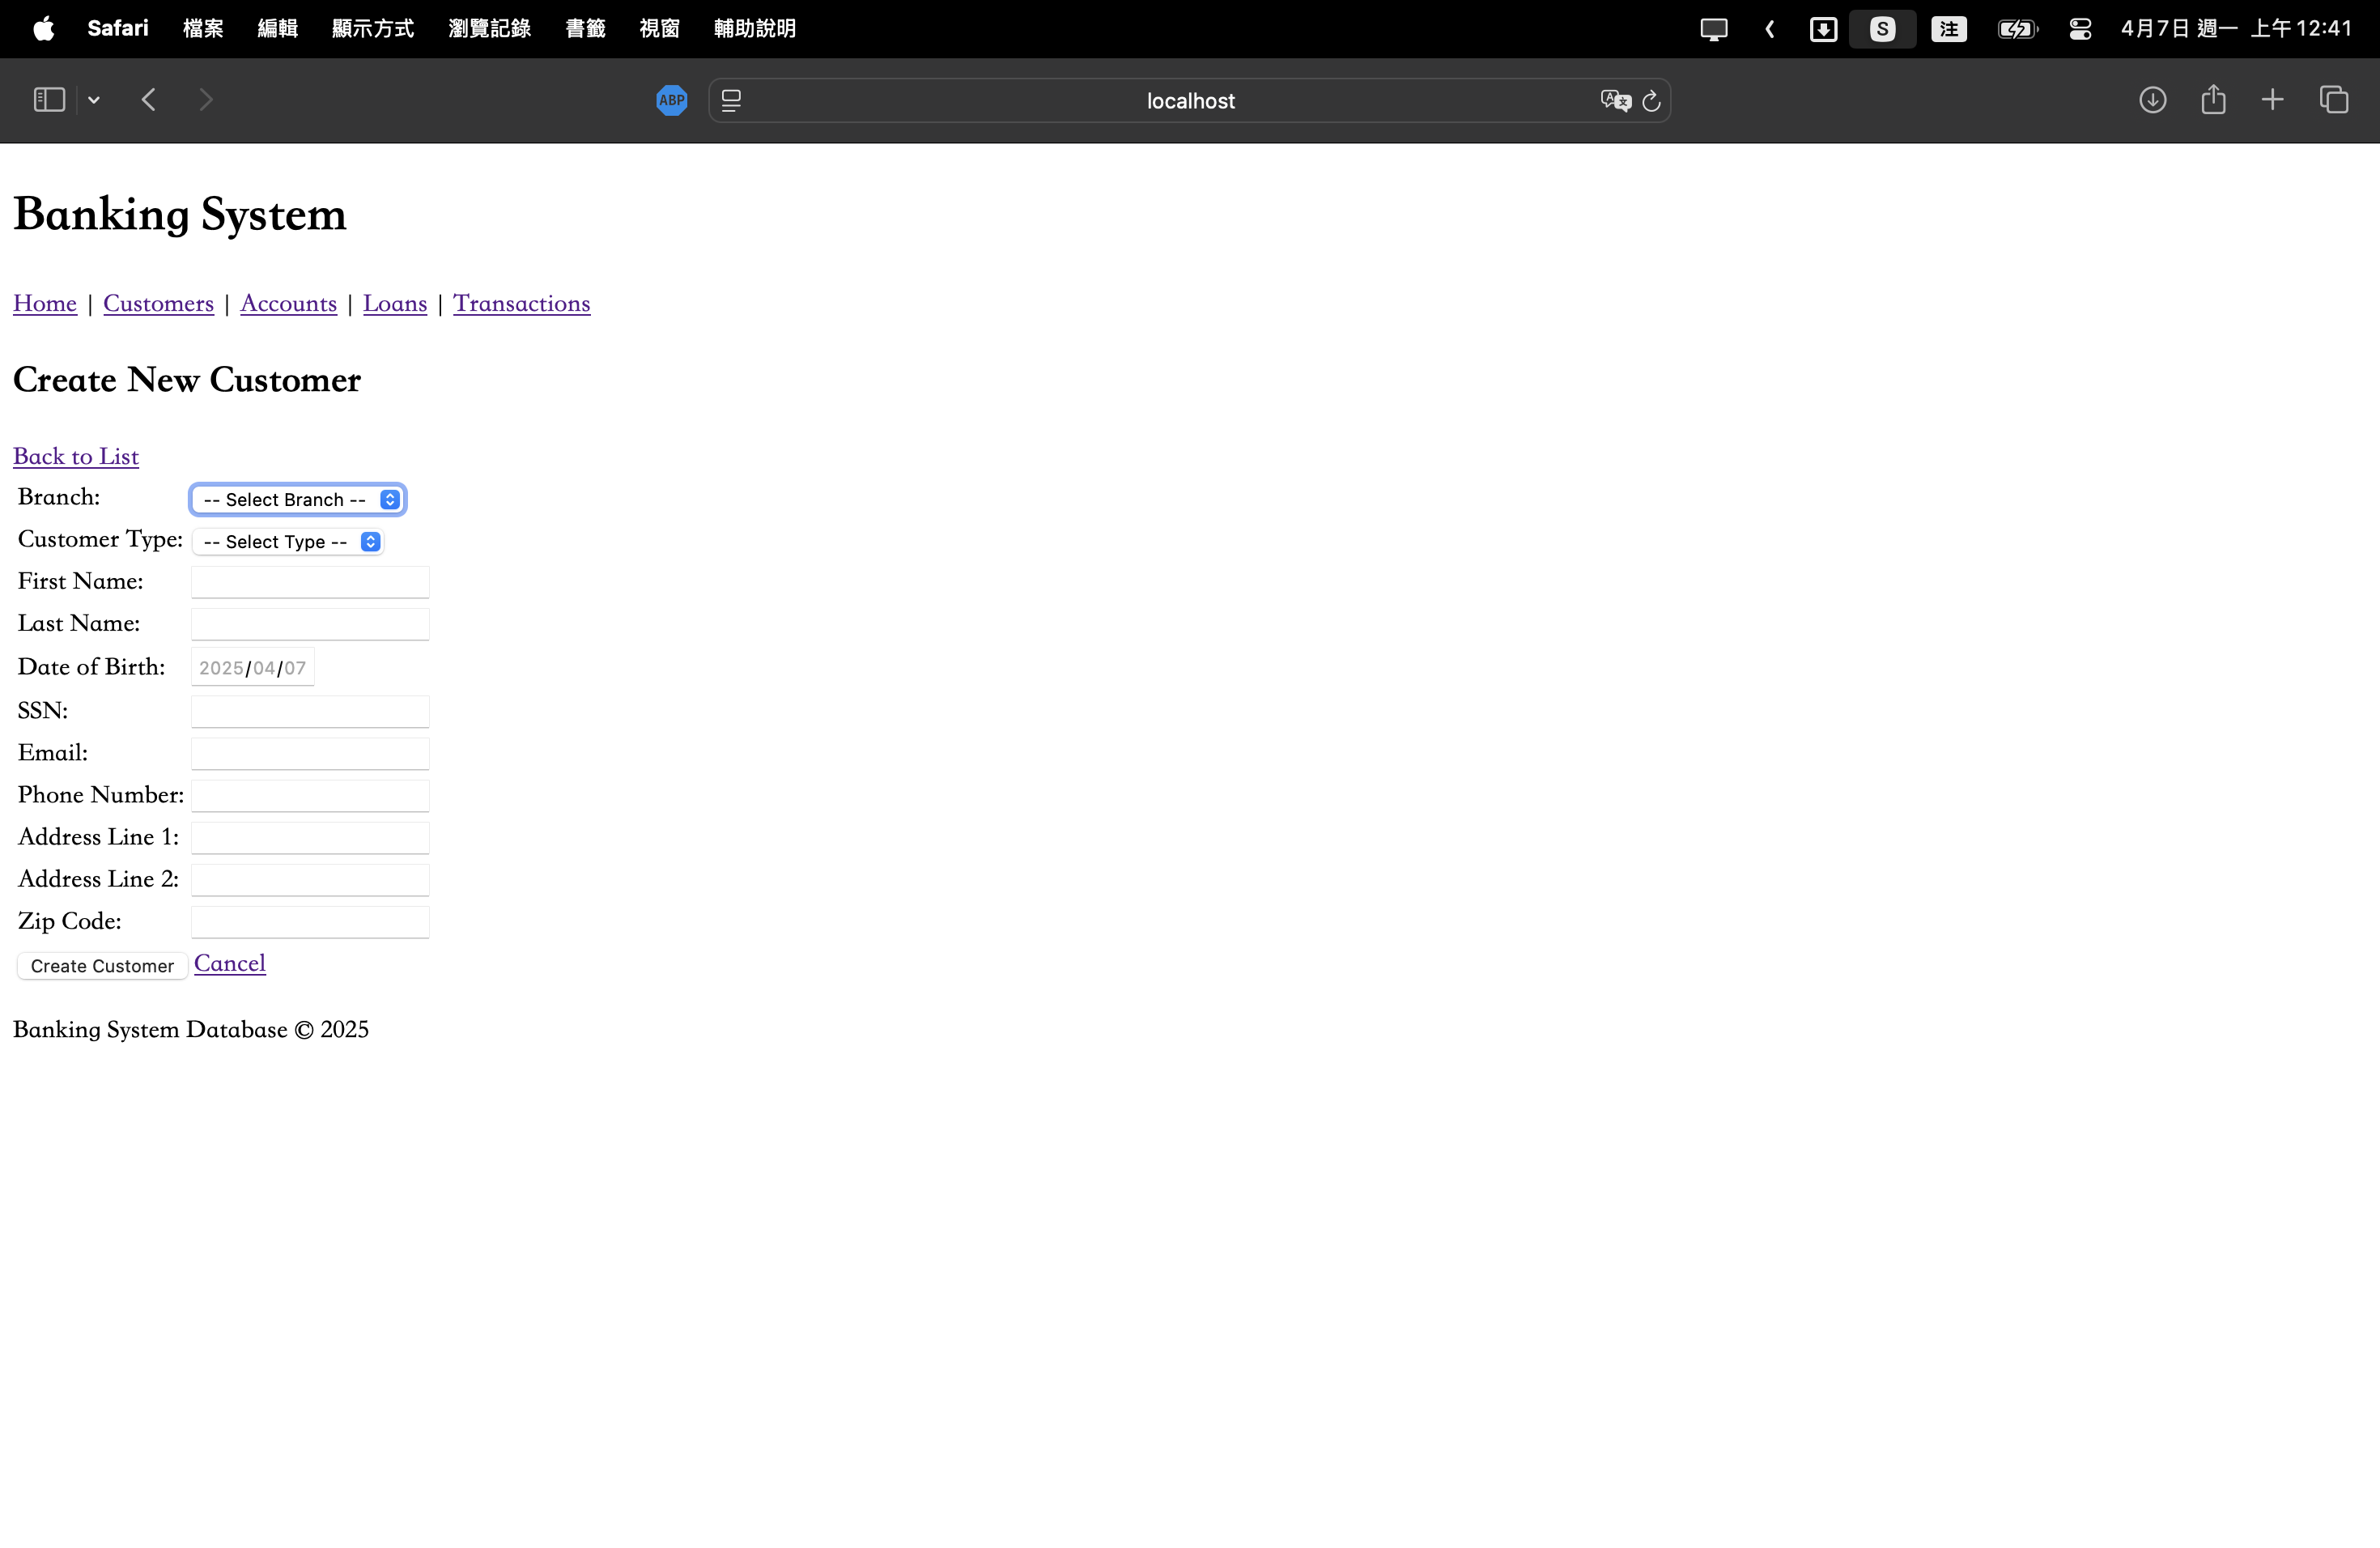 Safari 檔案 編輯 顯示方式 瀏覽記錄 書籤 視窗 輔助說明 S 注 4月7日 週一 上午12:41
ABP localhost
Banking System
Home | Customers | Accounts | Loans | Transactions
Create New Customer
Back to List
Branch: -- Select Branch --
Customer Type: -- Select Type --
First Name:
Last Name:
Date of Birth: 2025/04/07
SSN:
Email:
Phone Number:
Address Line 1:
Address Line 2:
Zip Code:
Create Customer Cancel
Banking System Database © 2025